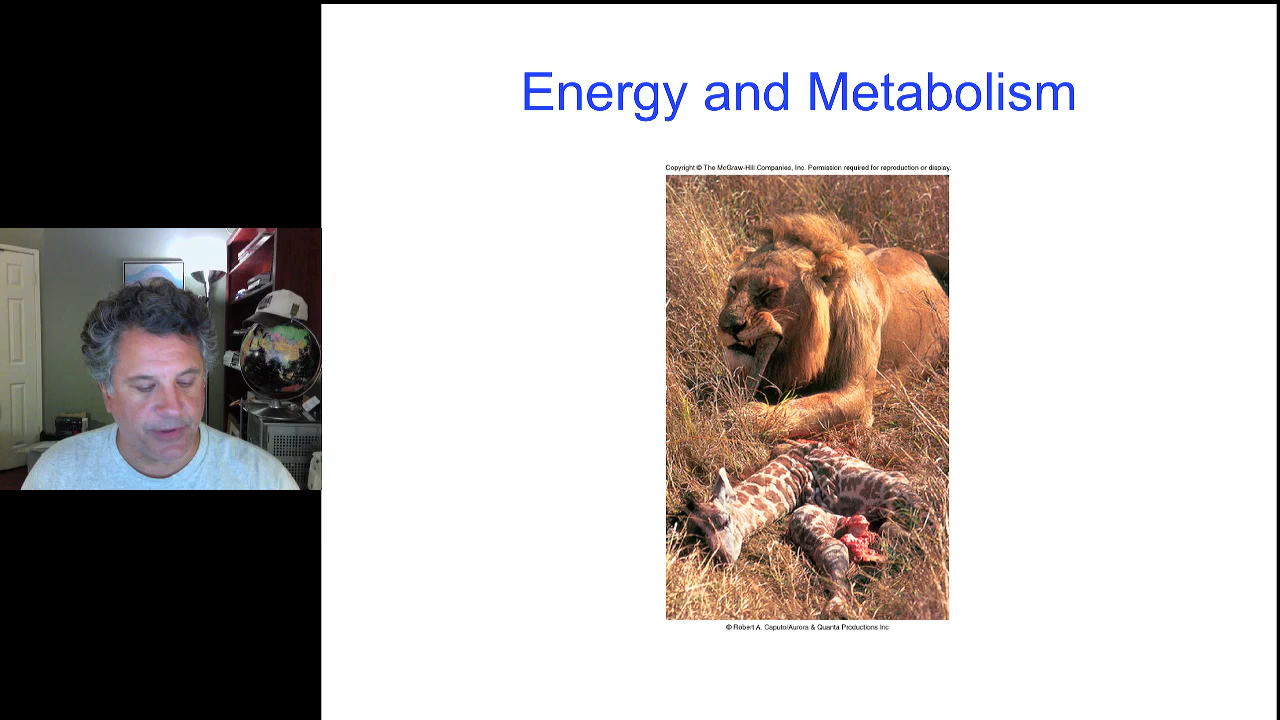 Energy and Metabolism
Copyright © The McGraw-Hill Companies, Inc. Permission required for reproduction or display.
© Robert A. Caputo/Aurora & Quanta Productions Inc